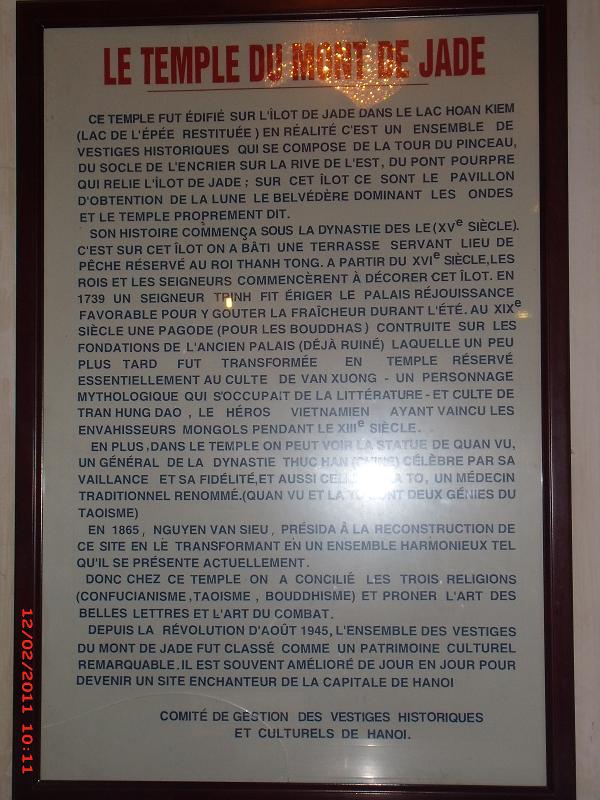 LE TEMPLE DU MONT DE JADE
CE TEMPLE FUT ÉDIFIÉ SUR L'ÎLOT DE JADE DANS LE LAC HOAN KIEM
(LAC DE L'ÉPÉE RESTITUÉE) EN RÉALITÉ C'EST UN ENSEMBLE DE
VESTIGES HISTORIQUES QUI SE COMPOSE DE LA TOUR DU PINCEAU,
DU SOCLE DE L'ENCRIER SUR LA RIVE DE L'EST, DU PONT POURPRE
QUI RELIE L'ÎLOT DE JADE ; SUR CET ÎLOT CE SONT LE PAVILLON
D'OBTENTION DE LA LUNE LE BELVÉDÈRE DOMINANT LES ONDES
ET LE TEMPLE PROPREMENT DIT.
SON HISTOIRE COMMENÇA SOUS LA DYNASTIE DES LE (XVe SIÈCLE).
C'EST SUR CET ÎLOT ON A BÂTI UNE TERRASSE SERVANT LIEU DE
PÊCHE RÉSERVÉ AU ROI THANH TONG. A PARTIR DU XVIe SIÈCLE,LES
ROIS ET LES SEIGNEURS COMMENCÈRENT À DÉCORER CET ÎLOT. EN
1739 UN SEIGNEUR TRINH FIT ÉRIGER LE PALAIS RÉJOUISSANCE
FAVORABLE POUR Y GOUTER LA FRAÎCHEUR DURANT L'ÉTÉ. AU XIXe
SIÈCLE UNE PAGODE (POUR LES BOUDDHAS) CONTRUITE SUR LES
FONDATIONS DE L'ANCIEN PALAIS (DÉJÀ RUINÉ) LAQUELLE UN PEU
PLUS TARD FUT TRANSFORMÉE EN TEMPLE RÉSERVÉ
ESSENTIELLEMENT AU CULTE DE VAN XUONG - UN PERSONNAGE
MYTHOLOGIQUE QUI S'OCCUPAIT DE LA LITTÉRATURE - ET CULTE DE
TRAN HUNG DAO , LE HÉROS VIETNAMIEN AYANT VAINCU LES
ENVAHISSEURS MONGOLS PENDANT LE XIIIe SIÈCLE.
EN PLUS,DANS LE TEMPLE ON PEUT VOIR LA STATUE DE QUAN VU,
UN GÉNÉRAL DE LA DYNASTIE THUC HAN CÉLÈBRE PAR SA
VAILLANCE ET SA FIDÉLITÉ,ET AUSSI TO, UN MÉDECIN
TRADITIONNEL RENOMMÉ.(QUAN VU ET LA TO SONT DEUX GÉNIES DU
TAOISME)
EN 1865, NGUYEN VAN SIEU, PRÉSIDA À LA RECONSTRUCTION DE
CE SITE EN LE TRANSFORMANT EN UN ENSEMBLE HARMONIEUX TEL
QU'IL SE PRÉSENTE ACTUELLEMENT.
DONC CHEZ CE TEMPLE ON A CONCILIÉ LES TROIS RELIGIONS
(CONFUCIANISME,TAOISME , BOUDDHISME) ET PRONER L'ART DES
BELLES LETTRES ET L'ART DU COMBAT.
DEPUIS LA RÉVOLUTION D'AOÛT 1945, L'ENSEMBLE DES VESTIGES
DU MONT DE JADE FUT CLASSÉ COMME UN PATRIMOINE CULTUREL
REMARQUABLE.IL EST SOUVENT AMÉLIORÉ DE JOUR EN JOUR POUR
DEVENIR UN SITE ENCHANTEUR DE LA CAPITALE DE HANOI
COMITÉ DE GESTION DES VESTIGES HISTORIQUES
ET CULTURELS DE HANOI.
12/02/2011 10:11